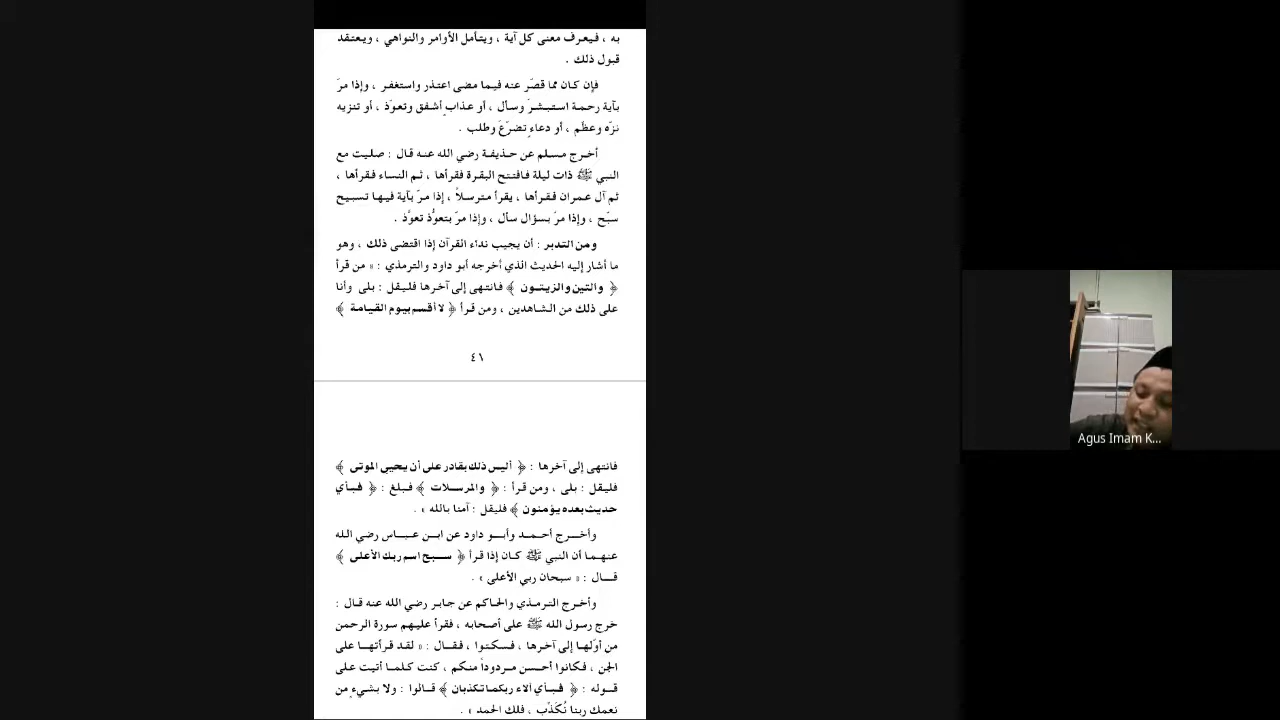 به ، فيعرف معنى كل آية ، ويتأمل الأوامر والنواهي ، ويعتقد
قبول ذلك .
فإن كان مما قصّر عنه فيما مضى اعتذر واستغفر ، وإذا مرّ
بآية رحمة استبشرَ وسأل ، أو عذابٍ أشفق وتعوّذ ، أو تنزيه
نزّه وعظّم ، أو دعاءٍ تضرّعَ وطلب .
أخرج مسلم عن حذيفة رضي الله عنه قال : صليت مع
النبي ﷺ ذات ليلة فافتتح البقرة فقرأها ، ثم النساء فقرأها ،
ثم آل عمران فقرأها ، يقرأ مترسلاً ، إذا مرّ بآية فيها تسبيح
سبّح ، وإذا مرّ بسؤال سأل ، وإذا مرّ بتعوُّذ تعوَّذ .
ومن التدبر : أن يجيب نداء القرآن إذا اقتضى ذلك ، وهو
ما أشار إليه الحديث الذي أخرجه أبو داود والترمذي : « من قرأ
﴿ والتين والزيتون ﴾ فانتهى إلى آخرها فليقل : بلى وأنا
على ذلك من الشاهدين ، ومن قرأ ﴿ لا أقسم بيوم القيامة ﴾
٤١
فانتهى إلى آخرها : ﴿ أليس ذلك بقادر على أن يحيي الموتى ﴾
فليقل : بلى ، ومن قرأ : ﴿ والمرسلات ﴾ فبلغ : ﴿ فبأي
حديث بعده يؤمنون ﴾ فليقل : آمنا بالله » .
وأخرج أحمد وأبو داود عن ابن عباس رضي الله
عنهما أن النبي ﷺ كان إذا قرأ ﴿ سبح اسم ربك الأعلى ﴾
قال : « سبحان ربي الأعلى » .
وأخرج الترمذي والحاكم عن جابر رضي الله عنه قال :
خرج رسول الله ﷺ على أصحابه ، فقرأ عليهم سورة الرحمن
من أوّلها إلى آخرها ، فسكتوا ، فقال : « لقد قرأتها على
الجن ، فكانوا أحسن مردوداً منكم ، كنت كلما أتيت على
قوله : ﴿ فبأي آلاء ربكما تكذبان ﴾ قالوا : ولا بشيءٍ من
نعمك ربنا نُكَذّب ، فلك الحمد » .
Agus Imam K...